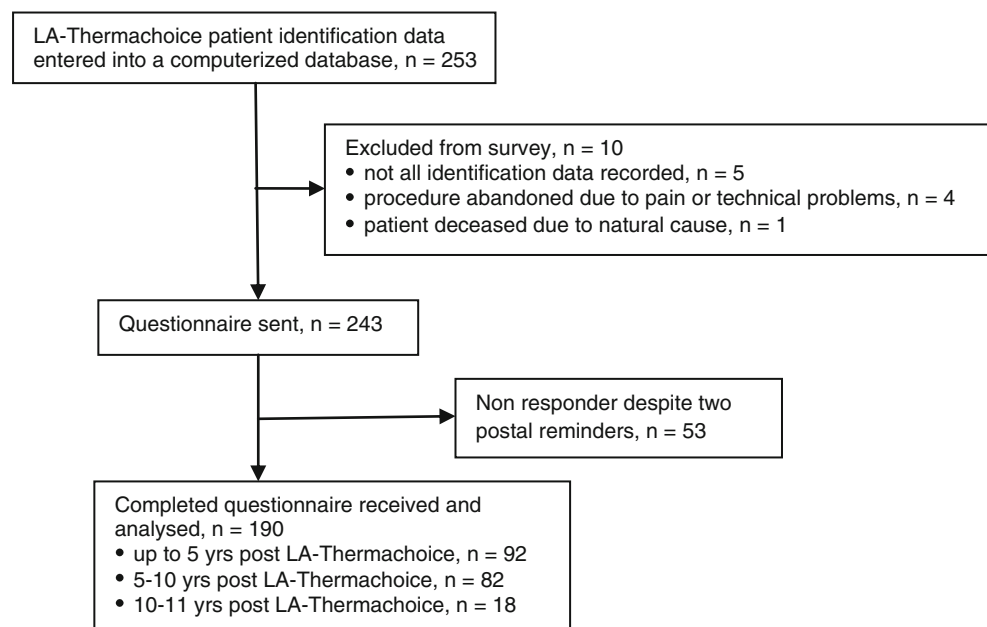 LA-Thermachoice patient identification data
entered into a computerized database, n = 253
Excluded from survey, n = 10
• not all identification data recorded, n = 5
• procedure abandoned due to pain or technical problems, n = 4
• patient deceased due to natural cause, n = 1
Questionnaire sent, n = 243
Non responder despite two
postal reminders, n = 53
Completed questionnaire received and
analysed, n = 190
• up to 5 yrs post LA-Thermachoice, n = 92
• 5-10 yrs post LA-Thermachoice, n = 82
• 10-11 yrs post LA-Thermachoice, n = 18